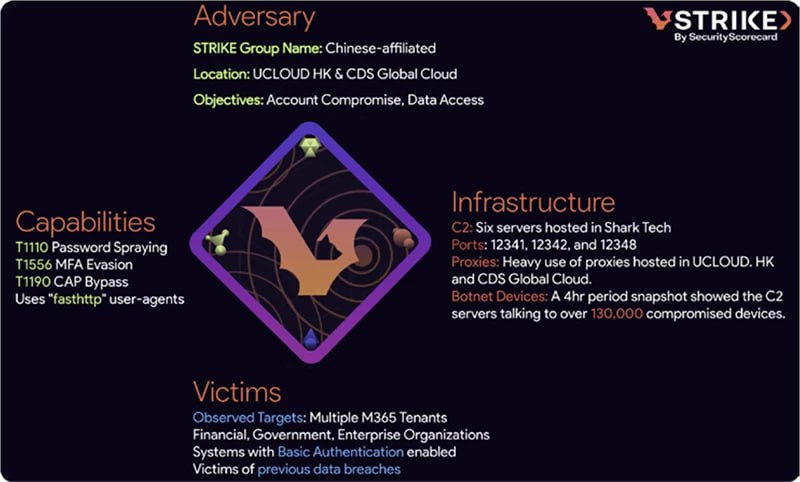 Adversary
STRIKE Group Name: Chinese-affiliated
Location: UCLOUD HK & CDS Global Cloud
Objectives: Account Compromise, Data Access
STRIKE
By SecurityScorecard
Capabilities
T1110 Password Spraying
T1556 MFA Evasion
T1190 CAP Bypass
Uses "fasthttp" user-agents
Infrastructure
C2: Six servers hosted in Shark Tech
Ports: 12341, 12342, and 12348
Proxies: Heavy use of proxies hosted in UCLOUD. HK
and CDS Global Cloud.
Botnet Devices: A 4hr period snapshot showed the C2
servers talking to over 130,000 compromised devices.
Victims
Observed Targets: Multiple M365 Tenants
Financial, Government, Enterprise Organizations
Systems with Basic Authentication enabled
Victims of previous data breaches